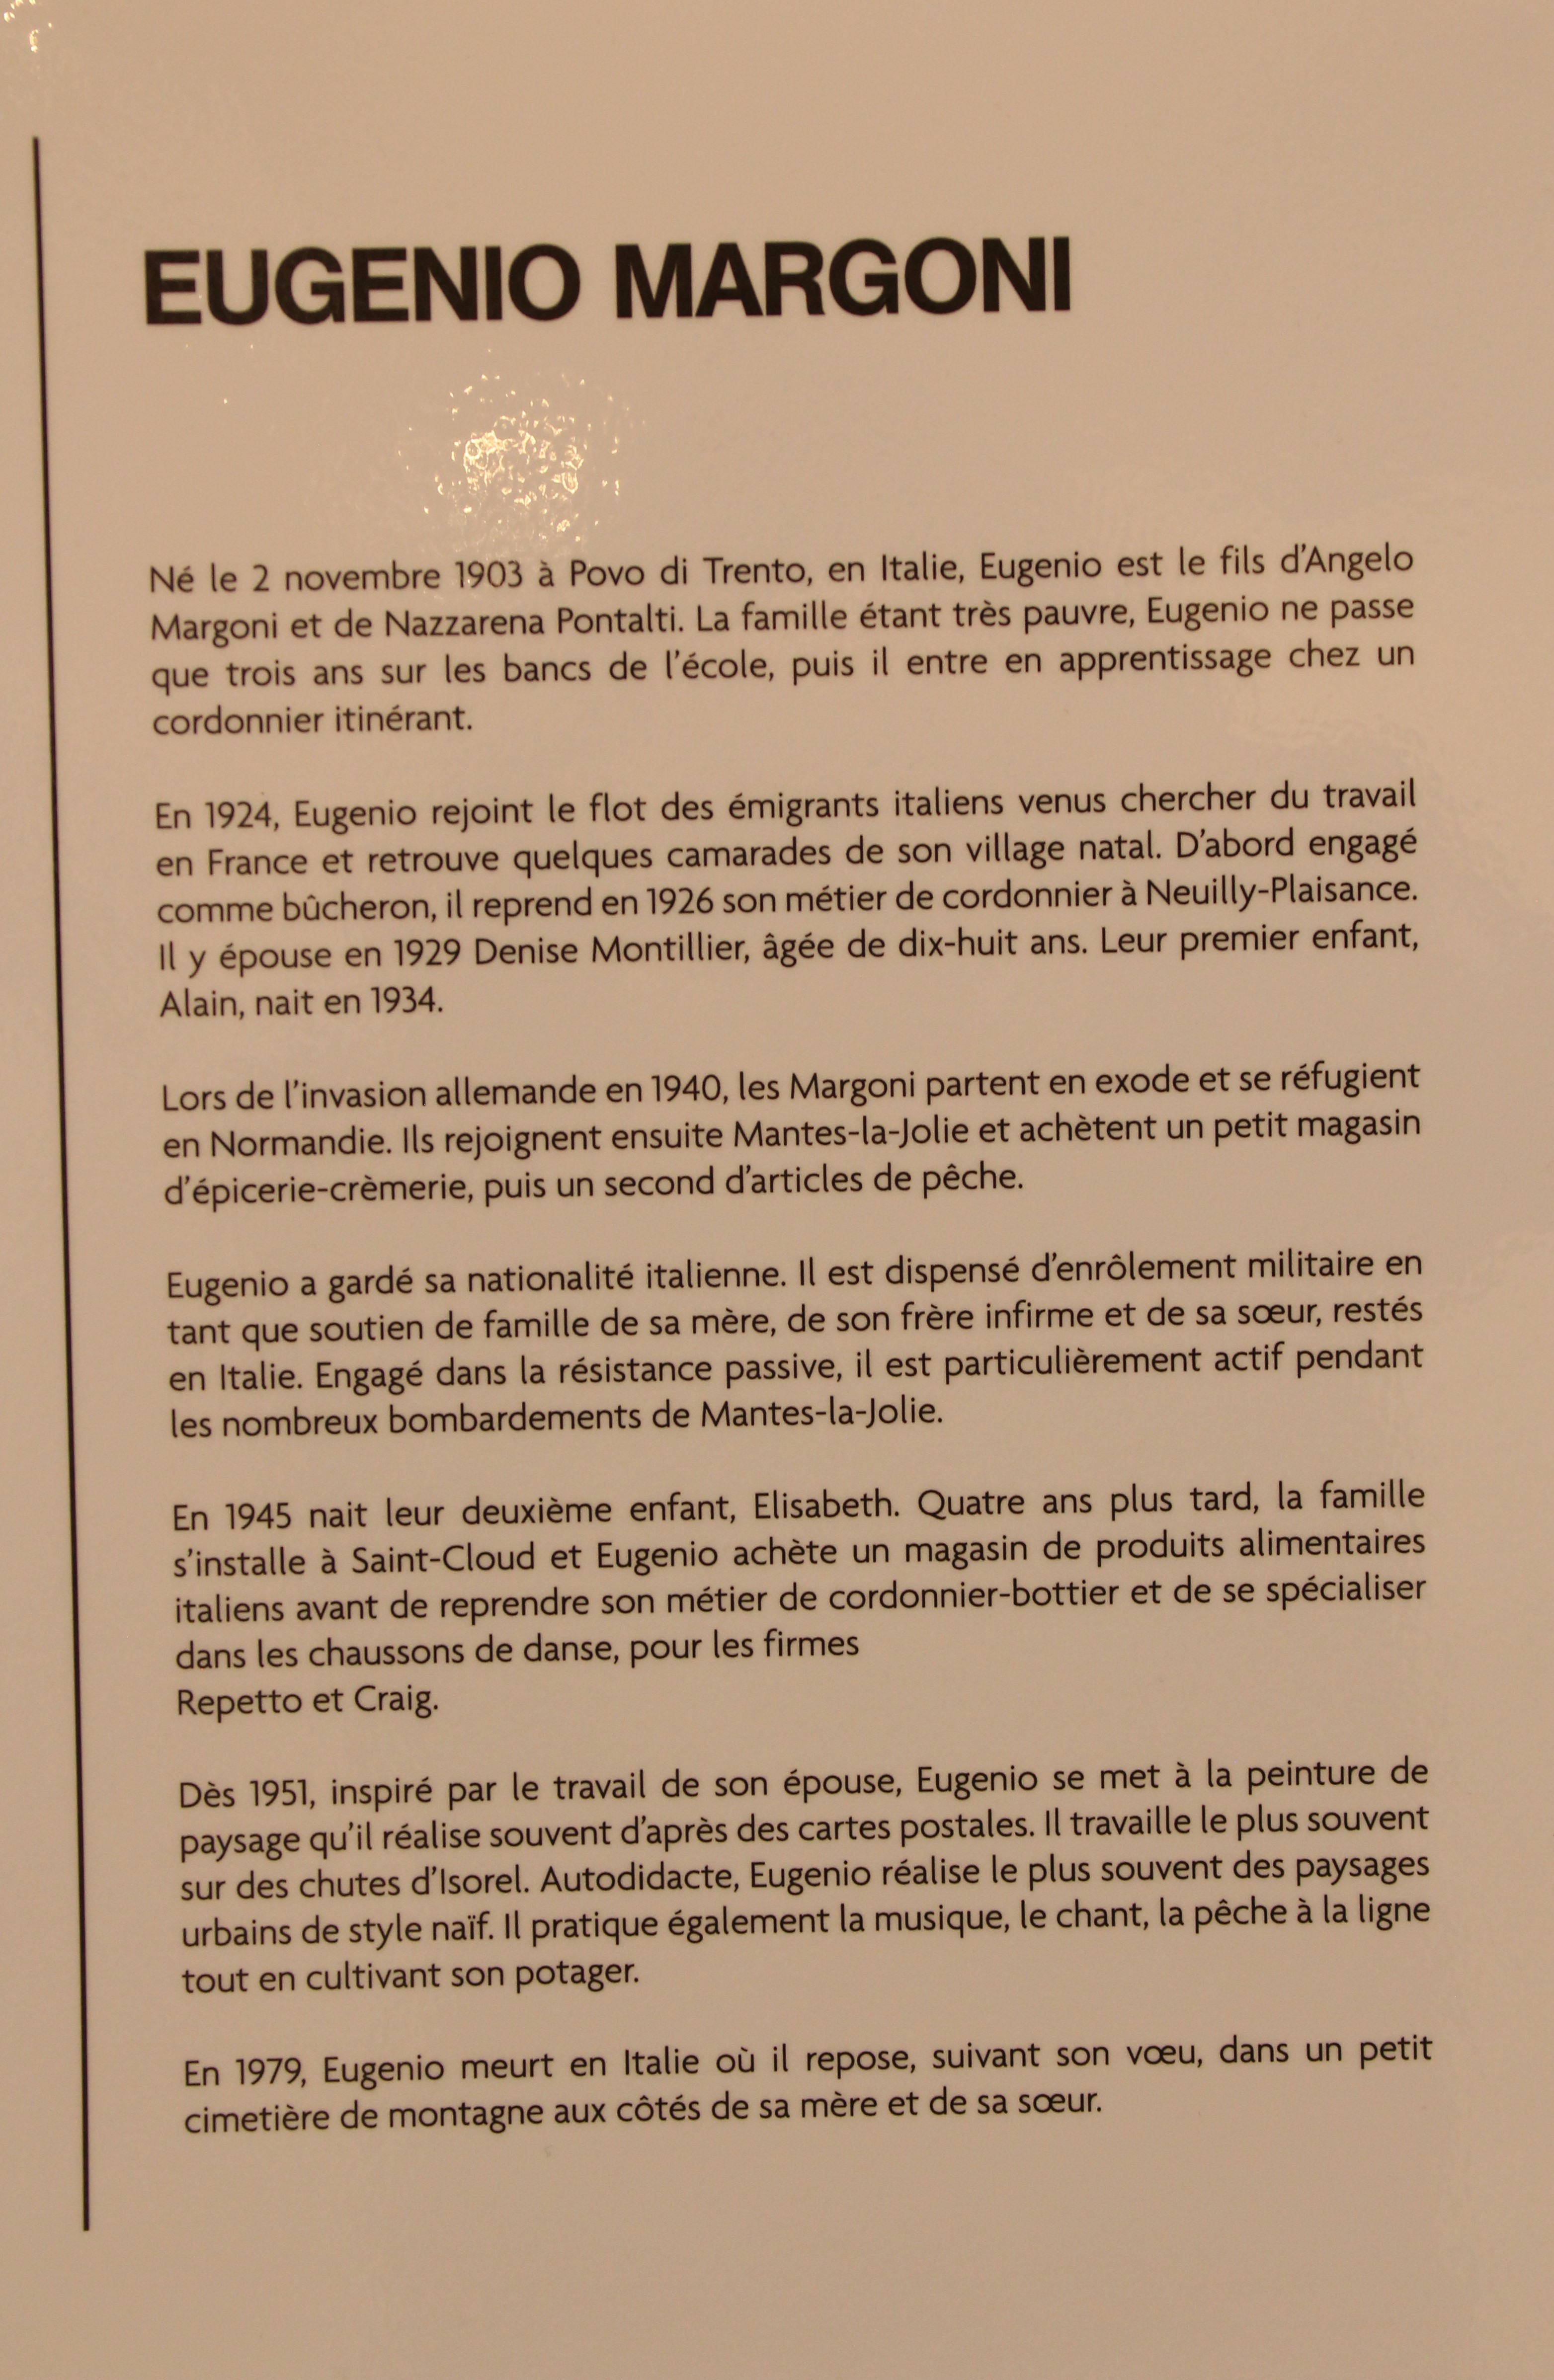 EUGENIO MARGONI
Né le 2 novembre 1903 à Povo di Trento, en Italie, Eugenio est le fils d'Angelo
Margoni et de Nazzarena Pontalti. La famille étant très pauvre, Eugenio ne passe
que trois ans sur les bancs de l'école, puis il entre en apprentissage chez un
cordonnier itinérant.
En 1924, Eugenio rejoint le flot des émigrants italiens venus chercher du travail
en France et retrouve quelques camarades de son village natal. D'abord engagé
comme bûcheron, il reprend en 1926 son métier de cordonnier à Neuilly-Plaisance.
Il y épouse en 1929 Denise Montillier, âgée de dix-huit ans. Leur premier enfant,
Alain, nait en 1934.
Lors de l'invasion allemande en 1940, les Margoni partent en exode et se réfugient
en Normandie. Ils rejoignent ensuite Mantes-la-Jolie et achètent un petit magasin
d'épicerie-crèmerie, puis un second d'articles de pêche.
Eugenio a gardé sa nationalité italienne. Il est dispensé d'enrôlement militaire en
tant que soutien de famille de sa mère, de son frère infirme et de sa sœur, restés
en Italie. Engagé dans la résistance passive, il est particulièrement actif pendant
les nombreux bombardements de Mantes-la-Jolie.
En 1945 nait leur deuxième enfant, Elisabeth. Quatre ans plus tard, la famille
s'installe à Saint-Cloud et Eugenio achète un magasin de produits alimentaires
italiens avant de reprendre son métier de cordonnier-bottier et de se spécialiser
dans les chaussons de danse, pour les firmes
Repetto et Craig.
Dès 1951, inspiré par le travail de son épouse, Eugenio se met à la peinture de
paysage qu'il réalise souvent d'après des cartes postales. Il travaille le plus souvent
sur des chutes d'Isorel. Autodidacte, Eugenio réalise le plus souvent des paysages
urbains de style naïf. Il pratique également la musique, le chant, la pêche à la ligne
tout en cultivant son potager.
En 1979, Eugenio meurt en Italie où il repose, suivant son vœu, dans un petit
cimetière de montagne aux côtés de sa mère et de sa sœur.